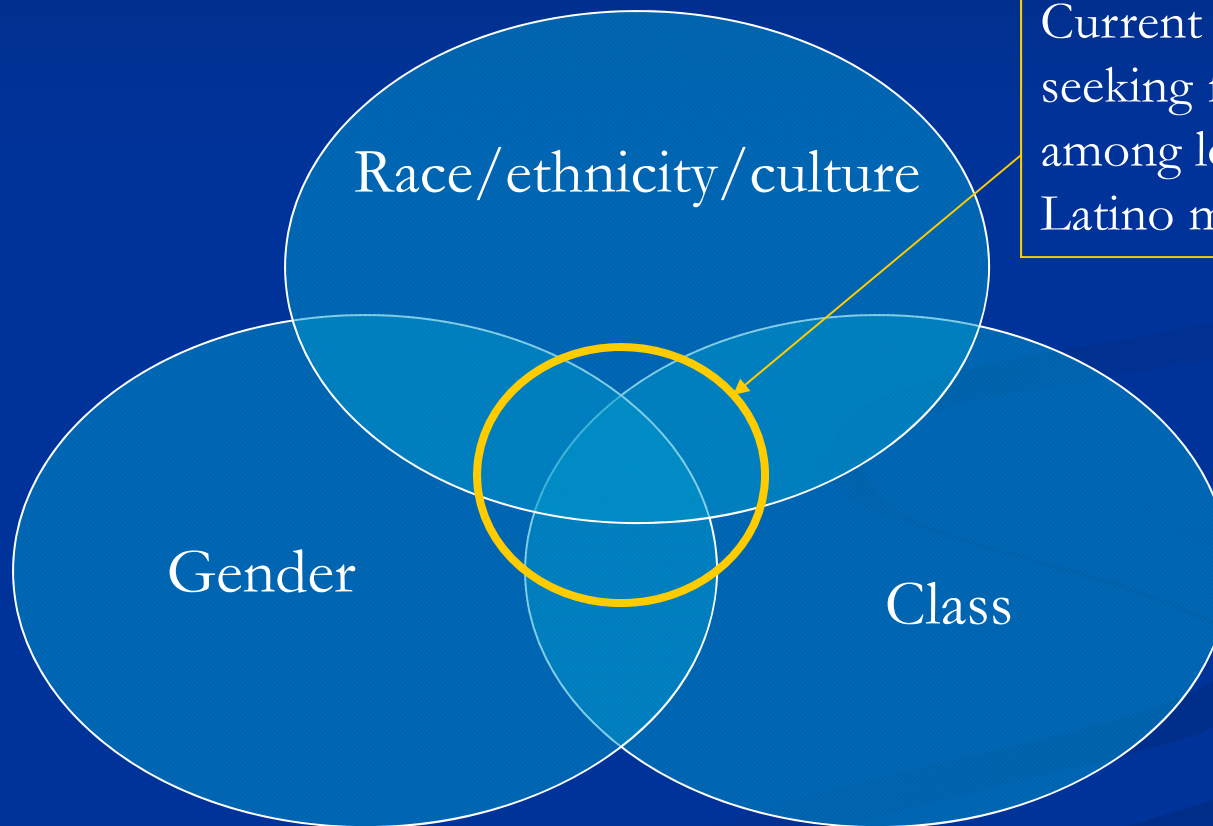 Current
seeking
among
Latino
Race/ethnicity/culture
Gender
Class